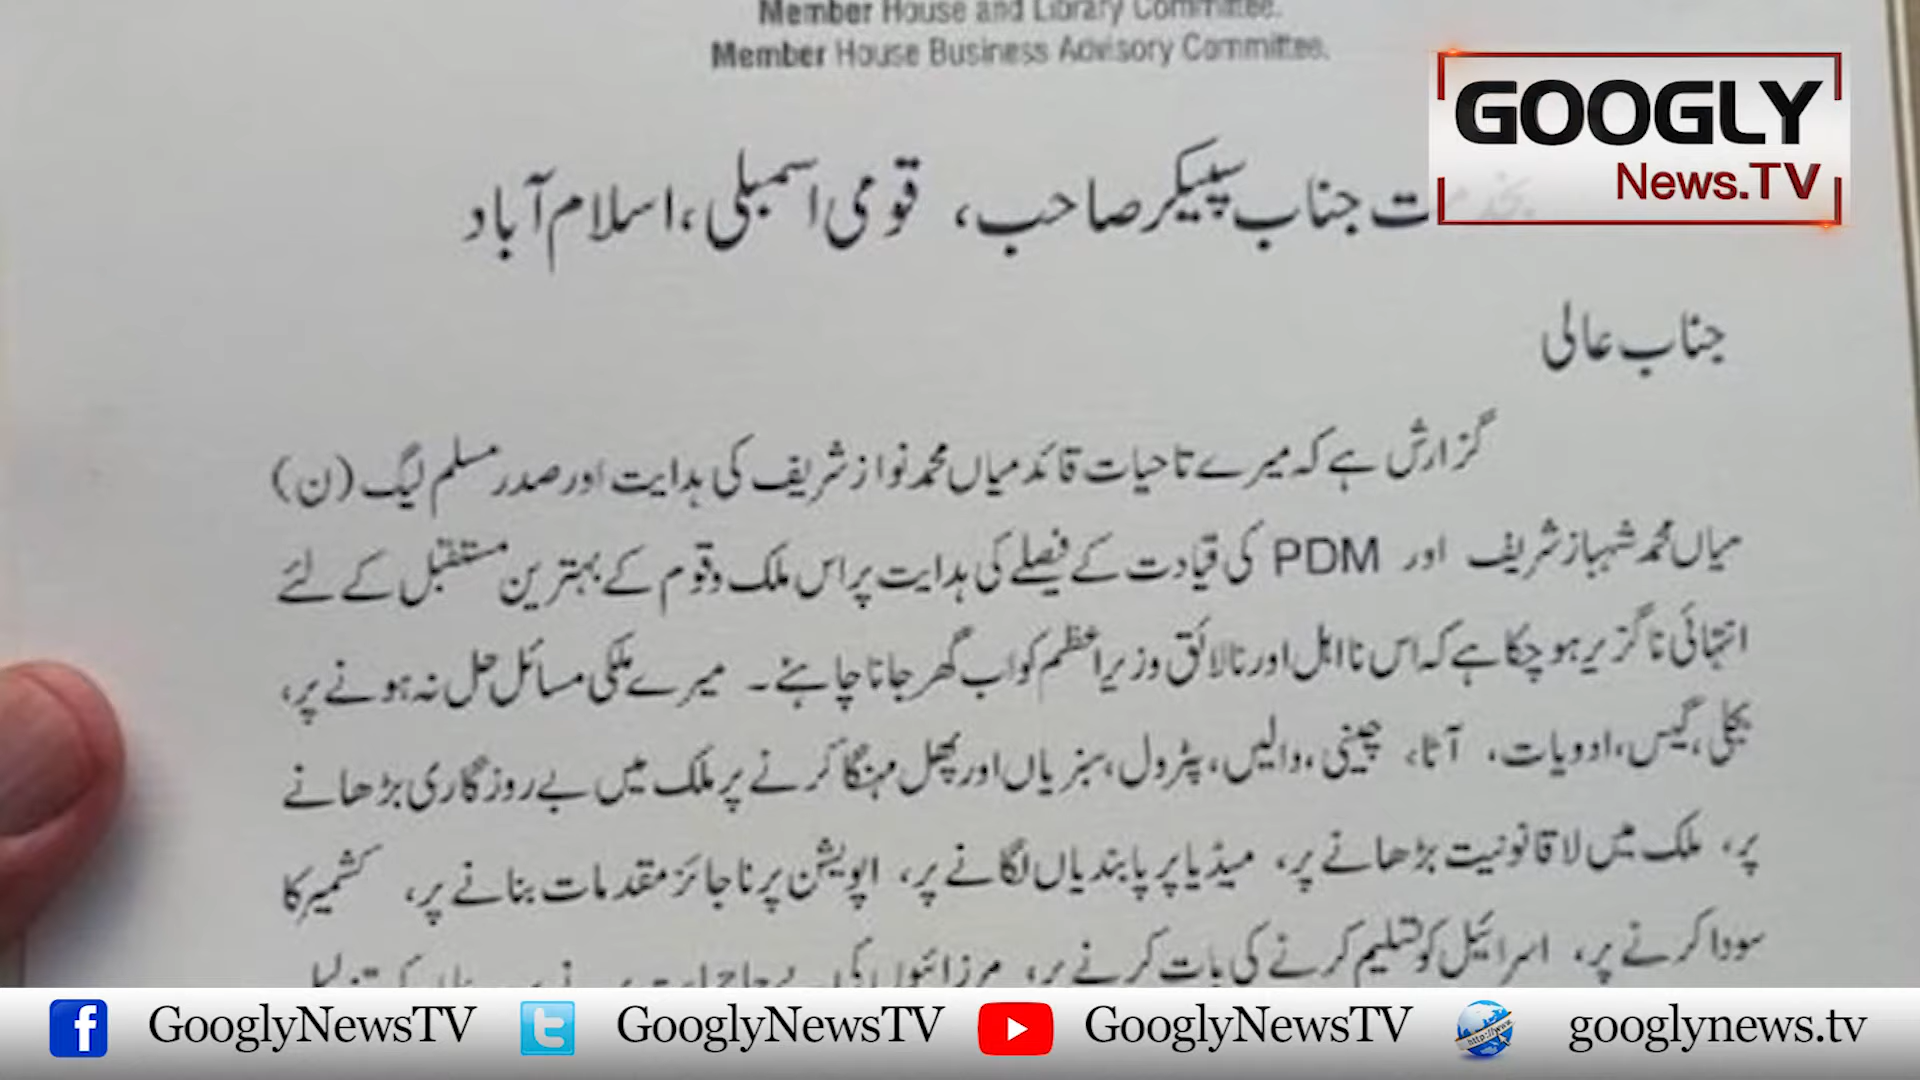 Member House and Library Committee.
Member House Business Advisory Committee.
GOOGLY
News.TV
جناب سپیکر صاحب، قومی اسمبلی، اسلام آباد
جناب عالی
گزارش ہے کہ میرے تاحیات قائد میاں محمد نواز شریف کی ہدایت اور صدر مسلم لیگ (ن)
میاں محمد شہباز شریف اور PDM کی قیادت کے فیصلے کی ہدایت پر اس ملک و قوم کے بہترین مستقبل کے لئے
انتہائی ناگزیر ہو چکا ہے کہ اس نااہل اور نالائق وزیر اعظم کو اب گھر جانا چاہئے۔ میرے ملکی مسائل حل نہ ہونے پر،
بجلی، گیس، ادویات، آٹا، چینی، دالیں، پٹرول، سبزیاں اور پھل مہنگا کرنے پر ملک میں بے روزگاری بڑھانے
پر، ملک میں لاقانونیت بڑھانے پر، میڈیا پر پابندیاں لگانے پر، اپوزیشن پر ناجائز مقدمات بنانے پر، کشمیر کا
سودا کرنے پر، اسرائیل کو تسلیم کرنے کی بات کرنے پر، مرزائیوں کی
GooglyNewsTV GooglyNewsTV GooglyNewsTV googlynews.tv